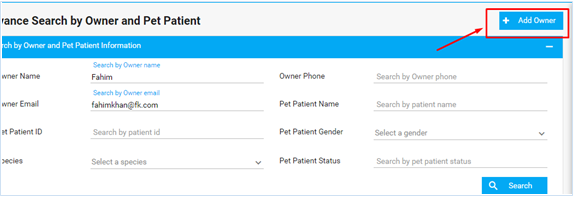 vance Search by Owner and Pet Patient
+ Add Owner
rch by Owner and Pet Patient Information
Search by Owner name
wner Name Fahim Owner Phone Search by Owner phone
Search by Owner email
wner Email fahimkhan@fk.com Pet Patient Name Search by patient name
et Patient ID Search by patient id Pet Patient Gender Select a gender
pecies Select a species Pet Patient Status Search by pet patient status
Search